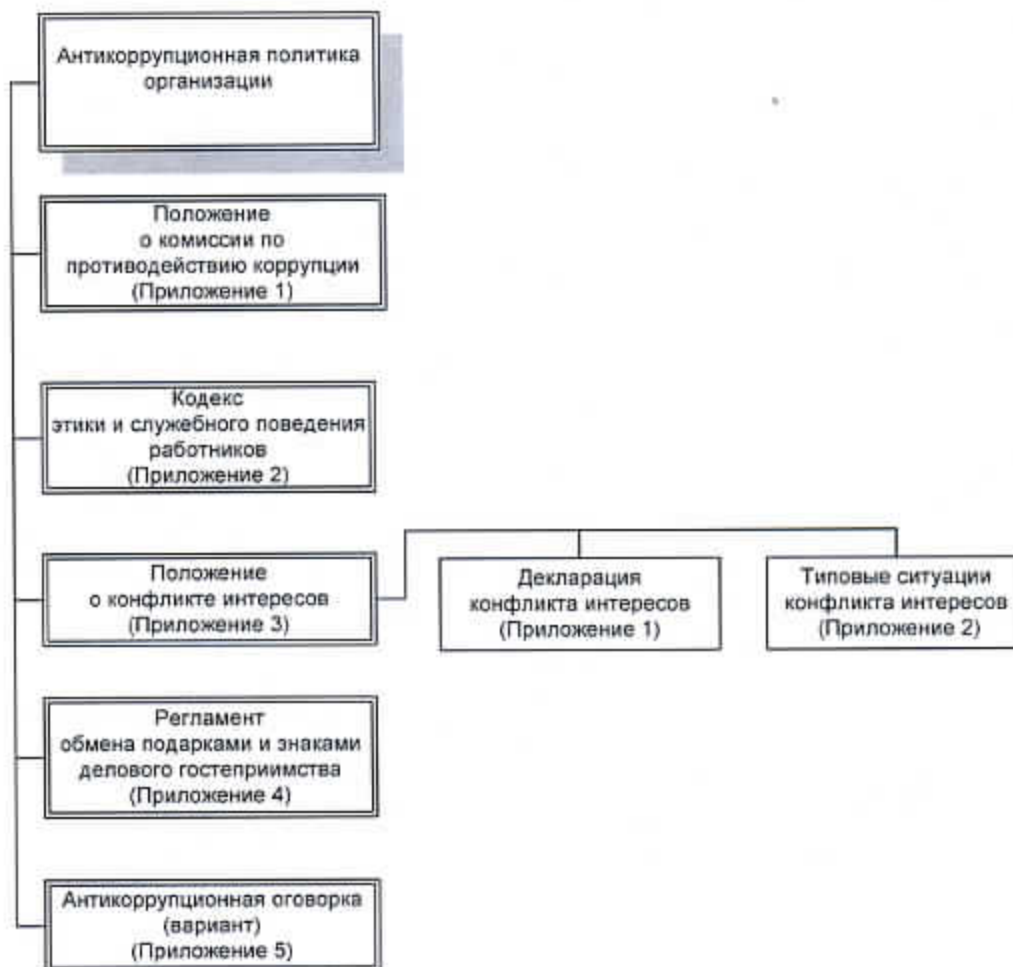 Антикоррупционная политика
организации
Положение
о комиссии по
противодействию коррупции
(Приложение 1)
Кодекс
этики и служебного поведения
работников
(Приложение 2)
Положение
о конфликте интересов
(Приложение 3)
Декларация
конфликта интересов
(Приложение 1)
Типовые ситуации
конфликта интересов
(Приложение 2)
Регламент
обмена подарками и знаками
делового гостеприимства
(Приложение 4)
Антикоррупционная оговорка
(вариант)
(Приложение 5)